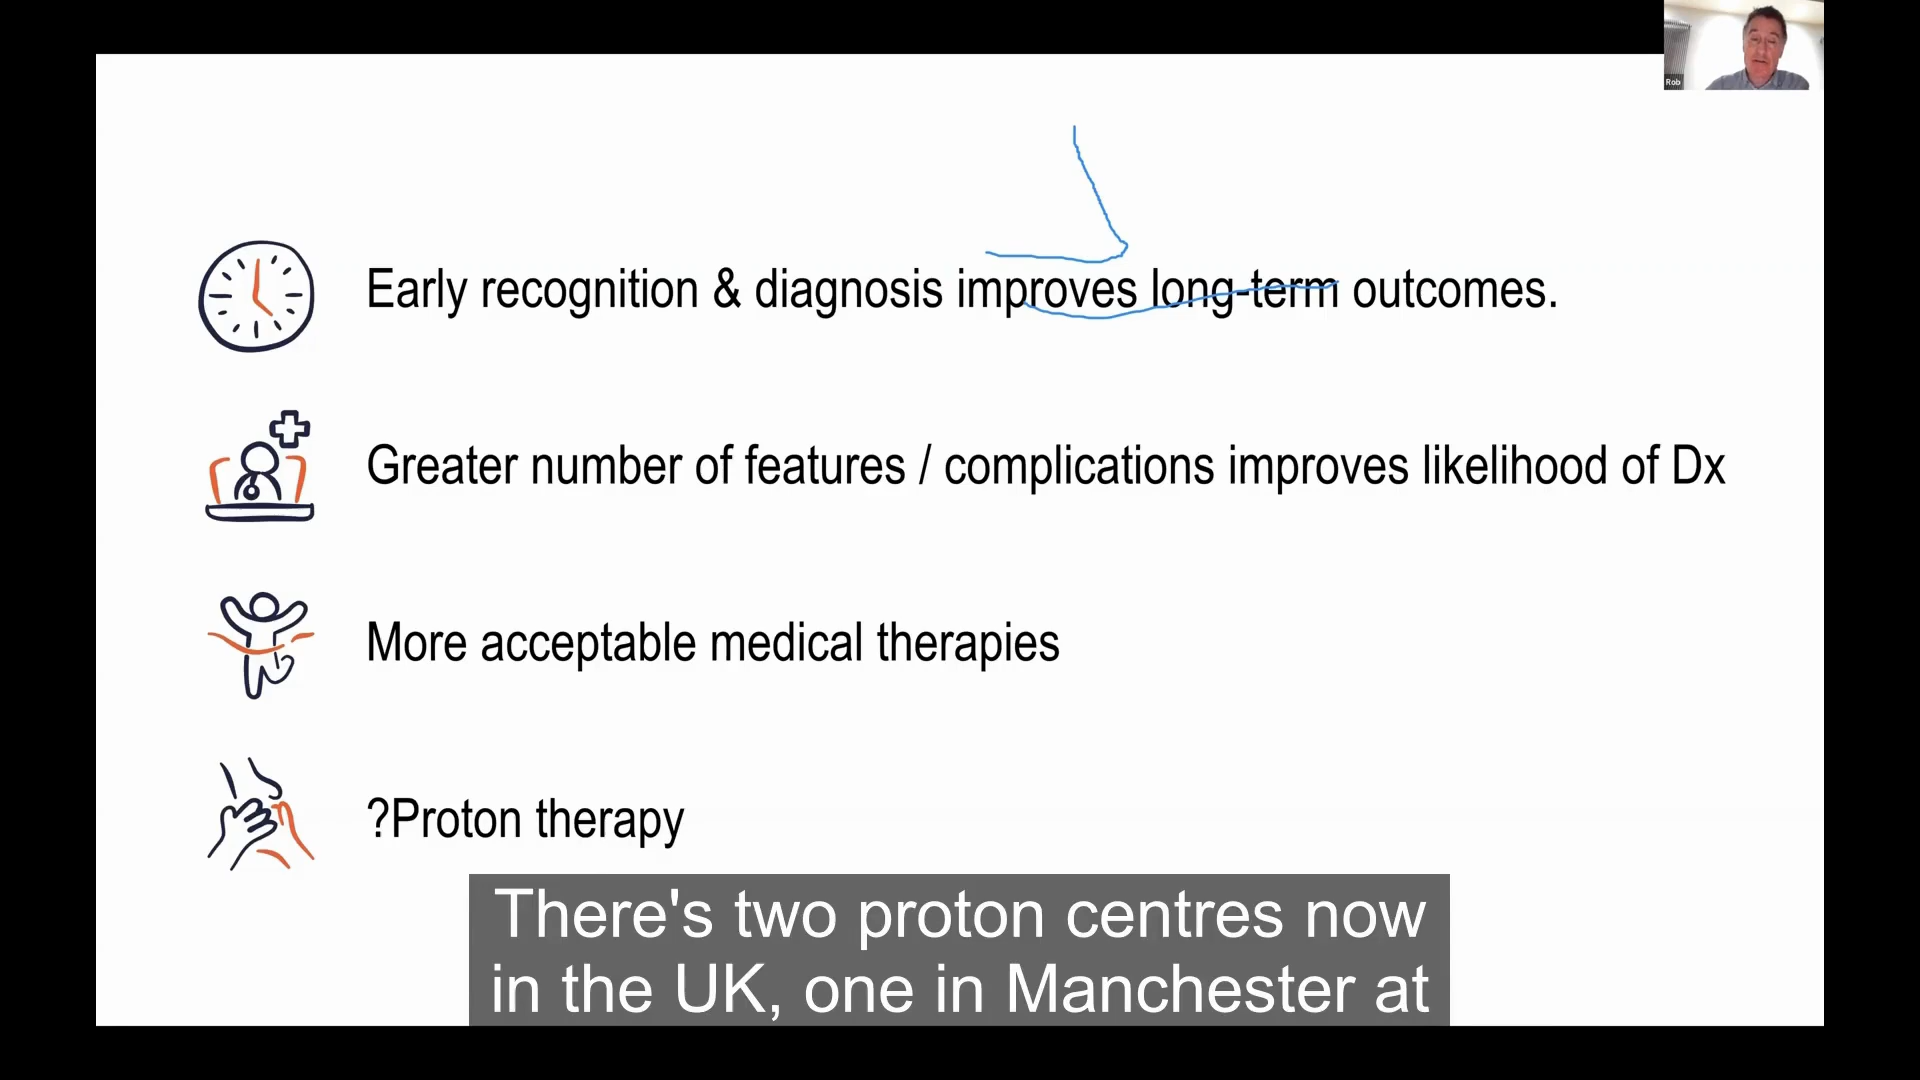 Rob
Early recognition & diagnosis improves long-term outcomes.
Greater number of features / complications improves likelihood of Dx
More acceptable medical therapies
?Proton therapy
There's two proton centres now
in the UK, one in Manchester at